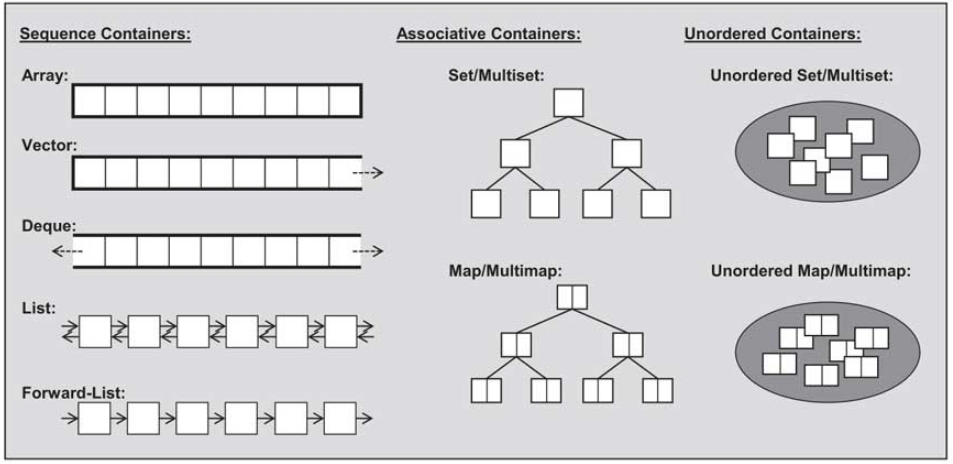 Sequence Containers:
Array:
Vector:
Deque:
List:
Forward-List:
Associative Containers:
Set/Multiset:
Map/Multimap:
Unordered Containers:
Unordered Set/Multiset:
Unordered Map/Multimap: